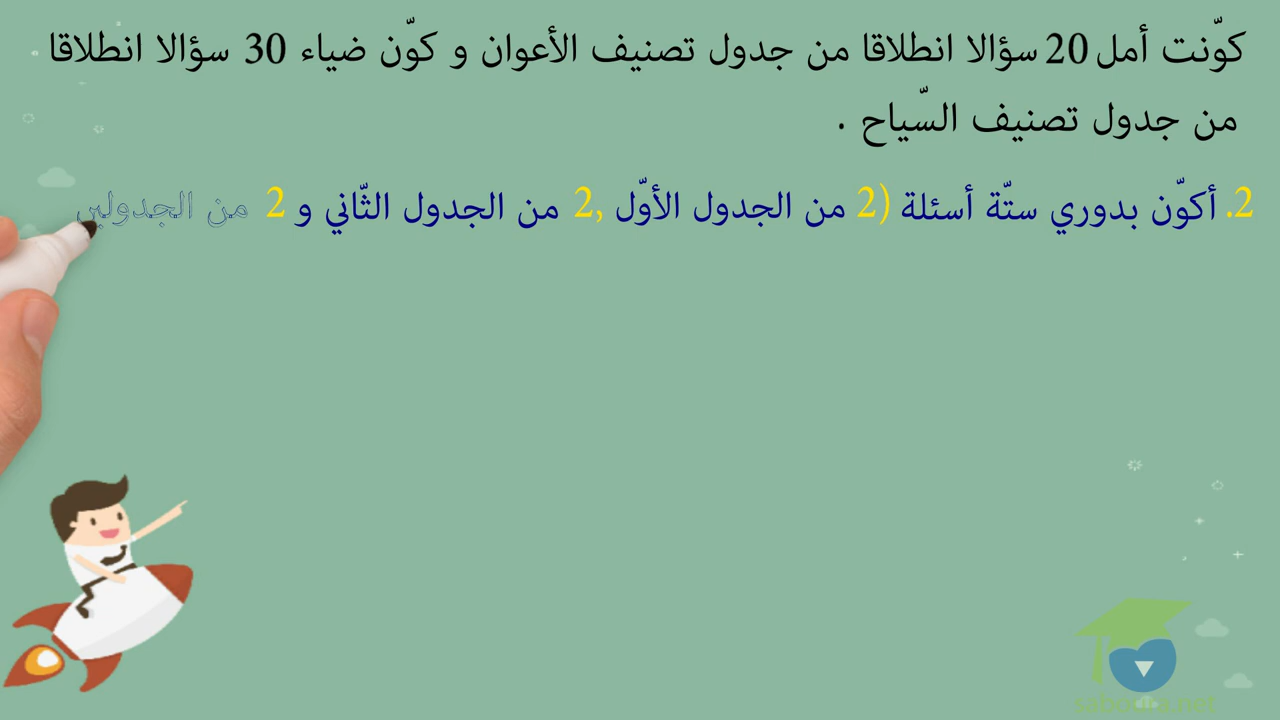 كوّنت أمل 20 سؤالا انطلاقا من جدول تصنيف الأعوان و كوّن ضياء 30 سؤالا انطلاقا
من جدول تصنيف السّياح .
2. أكوّن بدوري ستّة أسئلة (2 من الجدول الأوّل ,2 من الجدول الثّاني و 2 من الجدولين